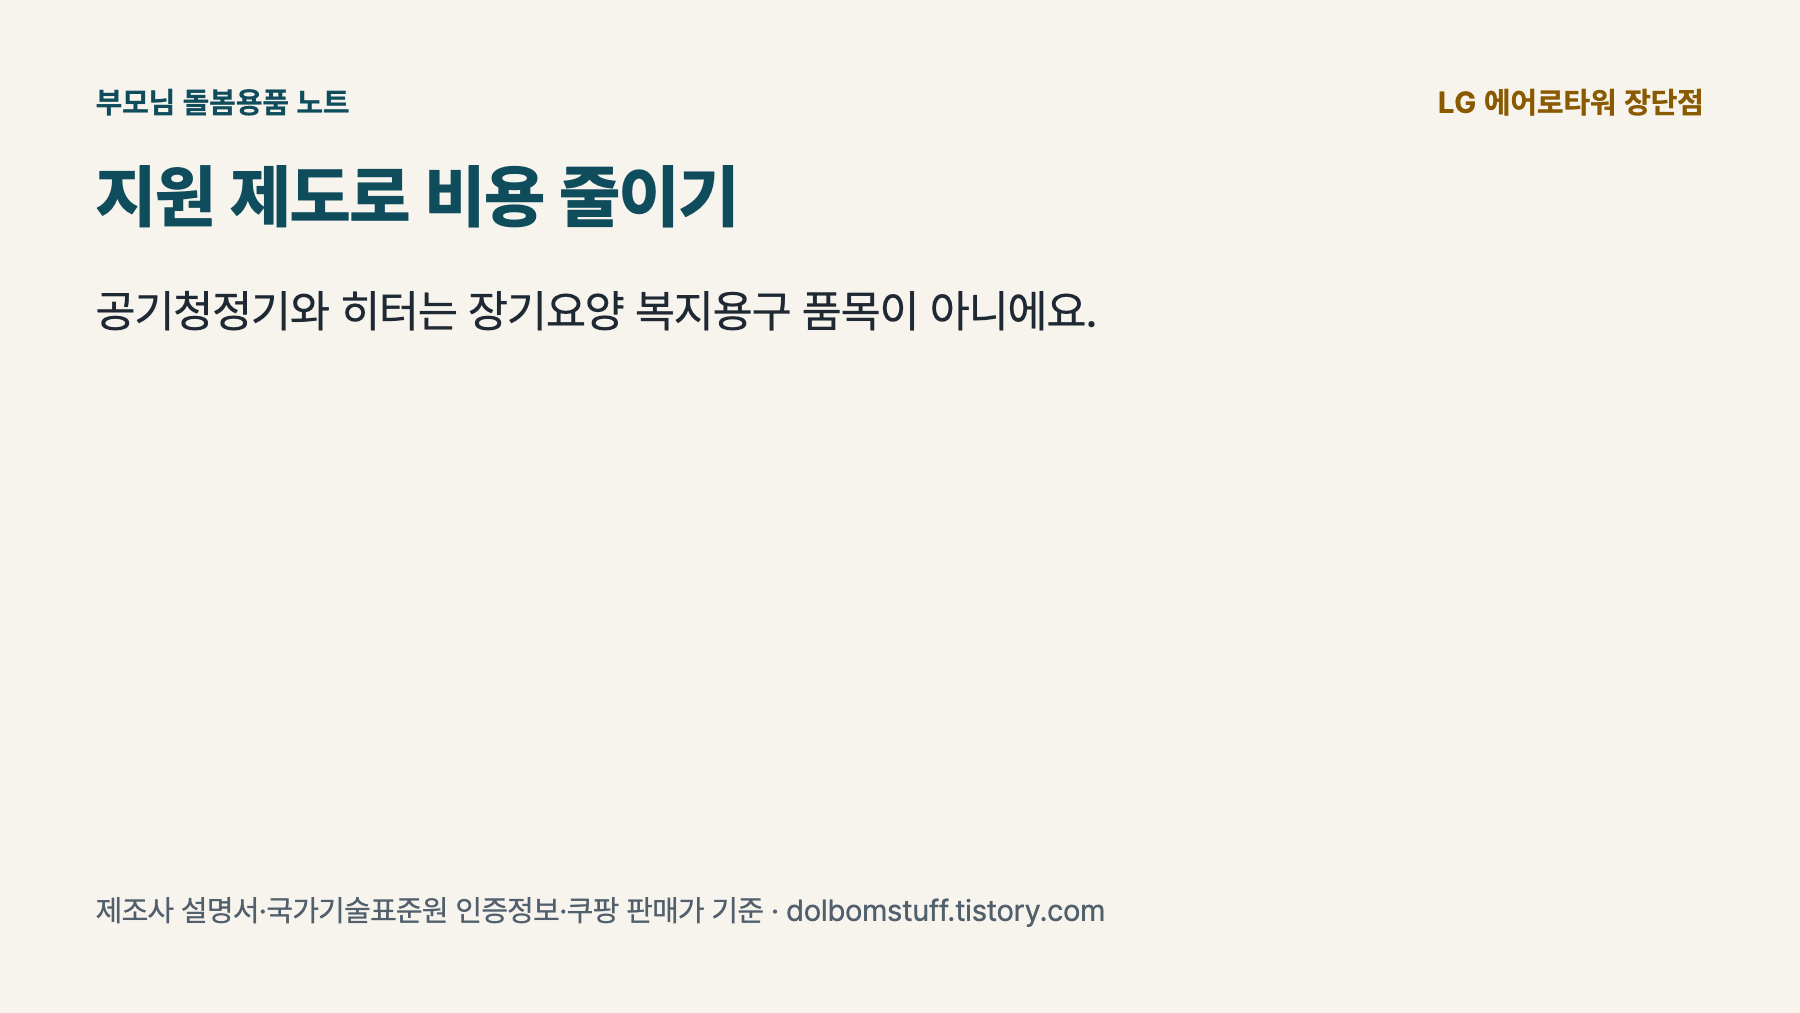 부모님 돌봄용품 노트
LG 에어로타워 장단점
지원 제도로 비용 줄이기
공기청정기와 히터는 장기요양 복지용구 품목이 아니에요.
제조사 설명서·국가기술표준원 인증정보·쿠팡 판매가 기준 · dolbomstuff.tistory.com